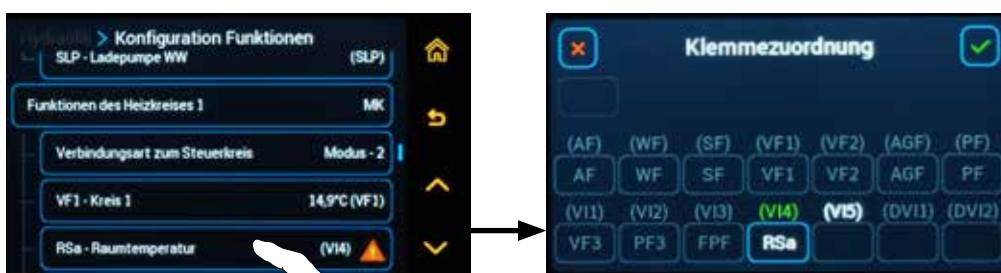 > Konfiguration Funktionen
SLP - Ladepumpe WW (SLP)
Funktionen des Heizkreises 1 MK
Verbindungsart zum Steuerkreis Modus - 2
VF1 - Kreis 1 14,9°C (VF1)
RSa - Raumtemperatur (VI4)
Klemmezuordnung
(AF) (WF) (SF) (VF1) (VF2) (AGF) (PF)
AF WF SF VF1 VF2 AGF PF
(VI1) (VI2) (VI3) (VI4) (VI5) (DVI1) (DVI2)
VF3 PF3 FPF RSa